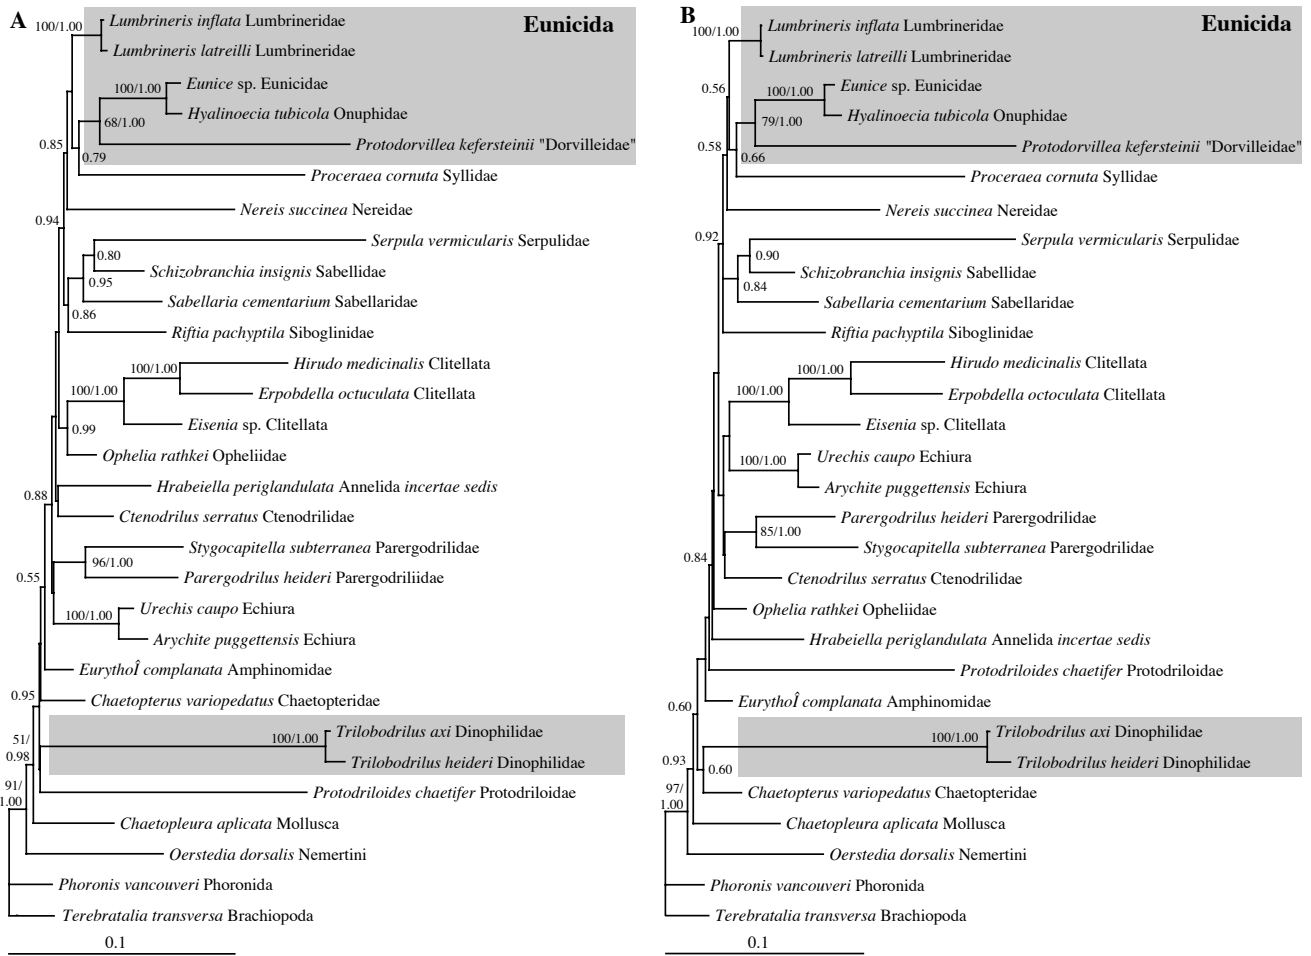 A
Eunicida
100/1.00
Lumbrineris inflata Lumbrineridae
Lumbrineris latreilli Lumbrineridae
100/1.00
Eunice sp. Eunicidae
Hyalinoecia tubicola Onuphidae
68/1.00
Protodorvillea kefersteinii "Dorvilleidae"
0.85
0.79
Proceraea cornuta Syllidae
Nereis succinea Nereidae
0.94
Serpula vermicularis Serpulidae
0.80
Schizobranchia insignis Sabellidae
0.95
Sabellaria cementarium Sabellaridae
0.86
Riftia pachyptila Siboglinidae
Hirudo medicinalis Clitellata
100/1.00
Erpobdella octuculata Clitellata
100/1.00
Eisenia sp. Clitellata
0.99
Ophelia rathkei Opheliidae
Hrabeiella periglandulata Annelida incertae sedis
0.88
Ctenodrilus serratus Ctenodrilidae
Stygocapitella subterranea Parergodrilidae
96/1.00
Parergodrilus heideri Parergodriliidae
0.55
Urechis caupo Echiura
100/1.00
Arychite puggettensis Echiura
EurythoÎ complanata Amphinomidae
0.95
Chaetopterus variopedatus Chaetopteridae
Trilobodrilus axi Dinophilidae
100/1.00
51/
0.98
Trilobodrilus heideri Dinophilidae
91/
1.00
Protodriloides chaetifer Protodriloidae
Chaetopleura aplicata Mollusca
Oerstedia dorsalis Nemertini
Phoronis vancouveri Phoronida
Terebratalia transversa Brachiopoda
0.1
B
Eunicida
100/1.00
Lumbrineris inflata Lumbrineridae
Lumbrineris latreilli Lumbrineridae
0.56
100/1.00
Eunice sp. Eunicidae
Hyalinoecia tubicola Onuphidae
79/1.00
Protodorvillea kefersteinii "Dorvilleidae"
0.58
0.66
Proceraea cornuta Syllidae
Nereis succinea Nereidae
0.92
Serpula vermicularis Serpulidae
0.90
Schizobranchia insignis Sabellidae
0.84
Sabellaria cementarium Sabellaridae
Riftia pachyptila Siboglinidae
Hirudo medicinalis Clitellata
100/1.00
Erpobdella octoculata Clitellata
100/1.00
Eisenia sp. Clitellata
Urechis caupo Echiura
100/1.00
Arychite puggettensis Echiura
Parergodrilus heideri Parergodrilidae
85/1.00
Stygocapitella subterranea Parergodrilidae
0.84
Ctenodrilus serratus Ctenodrilidae
Ophelia rathkei Opheliidae
Hrabeiella periglandulata Annelida incertae sedis
Protodriloides chaetifer Protodriloidae
EurythoÎ complanata Amphinomidae
0.60
Trilobodrilus axi Dinophilidae
100/1.00
0.93
Trilobodrilus heideri Dinophilidae
0.60
97/
1.00
Chaetopterus variopedatus Chaetopteridae
Chaetopleura aplicata Mollusca
Oerstedia dorsalis Nemertini
Phoronis vancouveri Phoronida
Terebratalia transversa Brachiopoda
0.1